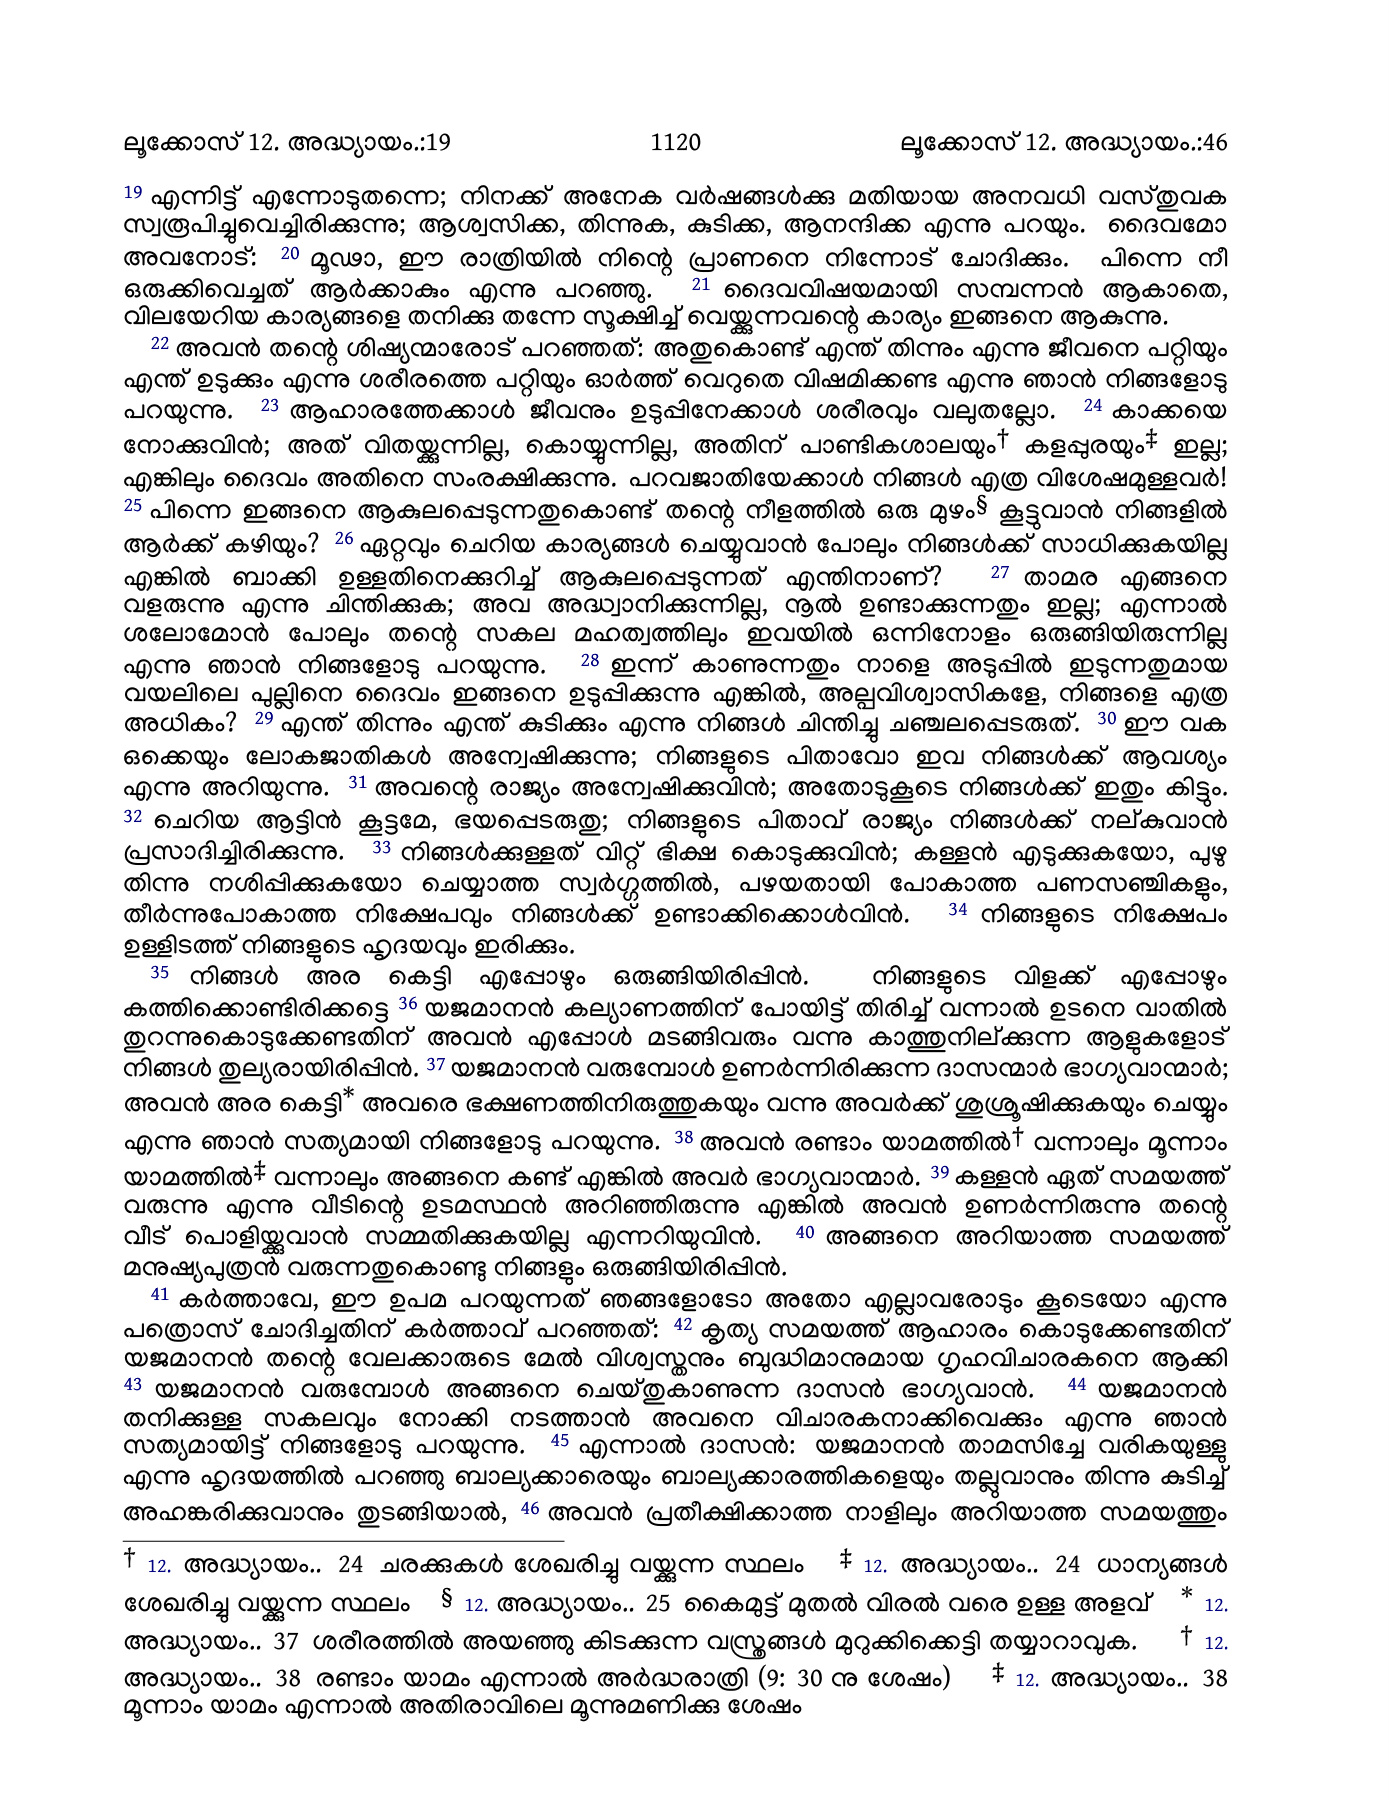 ലൂക്കോസ് 12. അദ്ധ്യായം.:19 1120 ലൂക്കോസ് 12. അദ്ധ്യായം.:46
19 എന്നിട്ട് എന്നോടുതന്നെ; നിനക്ക് അനേക വർഷങ്ങൾക്കു മതിയായ അനവധി വസ്തുവക
സ്വരൂപിച്ചുവെച്ചിരിക്കുന്നു; ആശ്വസിക്ക, തിന്നുക, കുടിക്ക, ആനന്ദിക്ക എന്നു പറയും. ദൈവമോ
അവനോട്: 20 മൂഢാ, ഈ രാത്രിയിൽ നിന്റെ പ്രാണനെ നിന്നോട് ചോദിക്കും. പിന്നെ നീ
ഒരുക്കിവെച്ചത് ആർക്കാകും എന്നു പറഞ്ഞു. 21 ദൈവവിഷയമായി സമ്പന്നൻ ആകാതെ,
വിലയേറിയ കാര്യങ്ങളെ തനിക്കു തന്നേ സൂക്ഷിച്ച് വെയ്ക്കുന്നവന്റെ കാര്യം ഇങ്ങനെ ആകുന്നു.
22 അവൻ തന്റെ ശിഷ്യന്മാരോട് പറഞ്ഞത്: അതുകൊണ്ട് എന്ത് തിന്നും എന്നു ജീവനെ പറ്റിയും
എന്ത് ഉടുക്കും എന്നു ശരീരത്തെ പറ്റിയും ഓർത്ത് വെറുതെ വിഷമിക്കണ്ട എന്നു ഞാൻ നിങ്ങളോടു
പറയുന്നു. 23 ആഹാരത്തേക്കാൾ ജീവനും ഉടുപ്പിനേക്കാൾ ശരീരവും വലുതല്ലോ. 24 കാക്കയെ
നോക്കുവിൻ; അത് വിതയ്ക്കുന്നില്ല, കൊയ്യുന്നില്ല, അതിന് പാണ്ടികശാലയും† കളപ്പുരയും‡ ഇല്ല;
എങ്കിലും ദൈവം അതിനെ സംരക്ഷിക്കുന്നു. പറവജാതിയേക്കാൾ നിങ്ങൾ എത്ര വിശേഷമുള്ളവർ!
25 പിന്നെ ഇങ്ങനെ ആകുലപ്പെടുന്നതുകൊണ്ട് തന്റെ നീളത്തിൽ ഒരു മുഴം§ കൂട്ടുവാൻ നിങ്ങളിൽ
ആർക്ക് കഴിയും? 26 ഏറ്റവും ചെറിയ കാര്യങ്ങൾ ചെയ്യുവാൻ പോലും നിങ്ങൾക്ക് സാധിക്കുകയില്ല
എങ്കിൽ ബാക്കി ഉള്ളതിനെക്കുറിച്ച് ആകുലപ്പെടുന്നത് എന്തിനാണ്? 27 താമര എങ്ങനെ
വളരുന്നു എന്നു ചിന്തിക്കുക; അവ അദ്ധ്വാനിക്കുന്നില്ല, നൂൽ ഉണ്ടാക്കുന്നതും ഇല്ല; എന്നാൽ
ശലോമോൻ പോലും തന്റെ സകല മഹത്വത്തിലും ഇവയിൽ ഒന്നിനോളം ഒരുങ്ങിയിരുന്നില്ല
എന്നു ഞാൻ നിങ്ങളോടു പറയുന്നു. 28 ഇന്ന് കാണുന്നതും നാളെ അടുപ്പിൽ ഇടുന്നതുമായ
വയലിലെ പുല്ലിനെ ദൈവം ഇങ്ങനെ ഉടുപ്പിക്കുന്നു എങ്കിൽ, അല്പവിശ്വാസികളേ, നിങ്ങളെ എത്ര
അധികം? 29 എന്ത് തിന്നും എന്ത് കുടിക്കും എന്നു നിങ്ങൾ ചിന്തിച്ചു ചഞ്ചലപ്പെടരുത്. 30 ഈ വക
ഒക്കെയും ലോകജാതികൾ അന്വേഷിക്കുന്നു; നിങ്ങളുടെ പിതാവോ ഇവ നിങ്ങൾക്ക് ആവശ്യം
എന്നു അറിയുന്നു. 31 അവന്റെ രാജ്യം അന്വേഷിക്കുവിൻ; അതോടുകൂടെ നിങ്ങൾക്ക് ഇതും കിട്ടും.
32 ചെറിയ ആട്ടിൻ കൂട്ടമേ, ഭയപ്പെടരുതു; നിങ്ങളുടെ പിതാവ് രാജ്യം നിങ്ങൾക്ക് നല്കുവാൻ
പ്രസാദിച്ചിരിക്കുന്നു. 33 നിങ്ങൾക്കുള്ളത് വിറ്റ് ഭിക്ഷ കൊടുക്കുവിൻ; കള്ളൻ എടുക്കുകയോ, പുഴു
തിന്നു നശിപ്പിക്കുകയോ ചെയ്യാത്ത സ്വർഗ്ഗത്തിൽ, പഴയതായി പോകാത്ത പണസഞ്ചികളും,
തീർന്നുപോകാത്ത നിക്ഷേപവും നിങ്ങൾക്ക് ഉണ്ടാക്കിക്കൊൾവിൻ. 34 നിങ്ങളുടെ നിക്ഷേപം
ഉള്ളിടത്ത് നിങ്ങളുടെ ഹൃദയവും ഇരിക്കും.
35 നിങ്ങൾ അര കെട്ടി എപ്പോഴും ഒരുങ്ങിയിരിപ്പിൻ. നിങ്ങളുടെ വിളക്ക് എപ്പോഴും
കത്തിക്കൊണ്ടിരിക്കട്ടെ 36 യജമാനൻ കല്യാണത്തിന് പോയിട്ട് തിരിച്ച് വന്നാൽ ഉടനെ വാതിൽ
തുറന്നുകൊടുക്കേണ്ടതിന് അവൻ എപ്പോൾ മടങ്ങിവരും വന്നു കാത്തുനില്ക്കുന്ന ആളുകളോട്
നിങ്ങൾ തുല്യരായിരിപ്പിൻ. 37 യജമാനൻ വരുമ്പോൾ ഉണർന്നിരിക്കുന്ന ദാസന്മാർ ഭാഗ്യവാന്മാർ;
അവൻ അര കെട്ടി* അവരെ ഭക്ഷണത്തിനിരുത്തുകയും വന്നു അവർക്ക് ശുശ്രൂഷിക്കുകയും ചെയ്യും
എന്നു ഞാൻ സത്യമായി നിങ്ങളോടു പറയുന്നു. 38 അവൻ രണ്ടാം യാമത്തിൽ† വന്നാലും മൂന്നാം
യാമത്തിൽ‡ വന്നാലും അങ്ങനെ കണ്ട് എങ്കിൽ അവർ ഭാഗ്യവാന്മാർ. 39 കള്ളൻ ഏത് സമയത്ത്
വരുന്നു എന്നു വീടിന്റെ ഉടമസ്ഥൻ അറിഞ്ഞിരുന്നു എങ്കിൽ അവൻ ഉണർന്നിരുന്നു തന്റെ
വീട് പൊളിയ്ക്കുവാൻ സമ്മതിക്കുകയില്ല എന്നറിയുവിൻ. 40 അങ്ങനെ അറിയാത്ത സമയത്ത്
മനുഷ്യപുത്രൻ വരുന്നതുകൊണ്ടു നിങ്ങളും ഒരുങ്ങിയിരിപ്പിൻ.
41 കർത്താവേ, ഈ ഉപമ പറയുന്നത് ഞങ്ങളോടോ അതോ എല്ലാവരോടും കൂടെയോ എന്നു
പത്രൊസ് ചോദിച്ചതിന് കർത്താവ് പറഞ്ഞത്: 42 കൃത്യ സമയത്ത് ആഹാരം കൊടുക്കേണ്ടതിന്
യജമാനൻ തന്റെ വേലക്കാരുടെ മേൽ വിശ്വസ്തനും ബുദ്ധിമാനുമായ ഗൃഹവിചാരകനെ ആക്കി
43 യജമാനൻ വരുമ്പോൾ അങ്ങനെ ചെയ്തുകാണുന്ന ദാസൻ ഭാഗ്യവാൻ. 44 യജമാനൻ
തനിക്കുള്ള സകലവും നോക്കി നടത്താൻ അവനെ വിചാരകനാക്കിവെക്കും എന്നു ഞാൻ
സത്യമായിട്ട് നിങ്ങളോടു പറയുന്നു. 45 എന്നാൽ ദാസൻ: യജമാനൻ താമസിച്ചേ വരികയുള്ളു
എന്നു ഹൃദയത്തിൽ പറഞ്ഞു ബാല്യക്കാരെയും ബാല്യക്കാരത്തികളെയും തല്ലുവാനും തിന്നു കുടിച്ച്
അഹങ്കരിക്കുവാനും തുടങ്ങിയാൽ, 46 അവൻ പ്രതീക്ഷിക്കാത്ത നാളിലും അറിയാത്ത സമയത്തും
† 12. അദ്ധ്യായം.. 24 ചരക്കുകൾ ശേഖരിച്ചു വയ്ക്കുന്ന സ്ഥലം ‡ 12. അദ്ധ്യായം.. 24 ധാന്യങ്ങൾ
ശേഖരിച്ചു വയ്ക്കുന്ന സ്ഥലം § 12. അദ്ധ്യായം.. 25 കൈമുട്ട് മുതൽ വിരൽ വരെ ഉള്ള അളവ് * 12.
അദ്ധ്യായം.. 37 ശരീരത്തിൽ അയഞ്ഞു കിടക്കുന്ന വസ്ത്രങ്ങൾ മുറുക്കിക്കെട്ടി തയ്യാറാവുക. † 12.
അദ്ധ്യായം.. 38 രണ്ടാം യാമം എന്നാൽ അർദ്ധരാത്രി (9: 30 നു ശേഷം) ‡ 12. അദ്ധ്യായം.. 38
മൂന്നാം യാമം എന്നാൽ അതിരാവിലെ മൂന്നുമണിക്കു ശേഷം